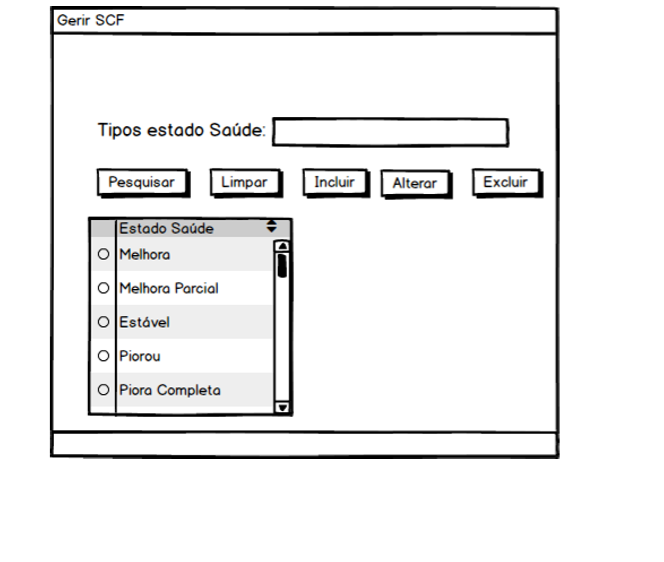 Gerir SCF
Tipos estado Saúde:
Pesquisar Limpar Incluir Alterar Excluir
Estado Saúde
Melhora
Melhora Parcial
Estável
Piorou
Piora Completa